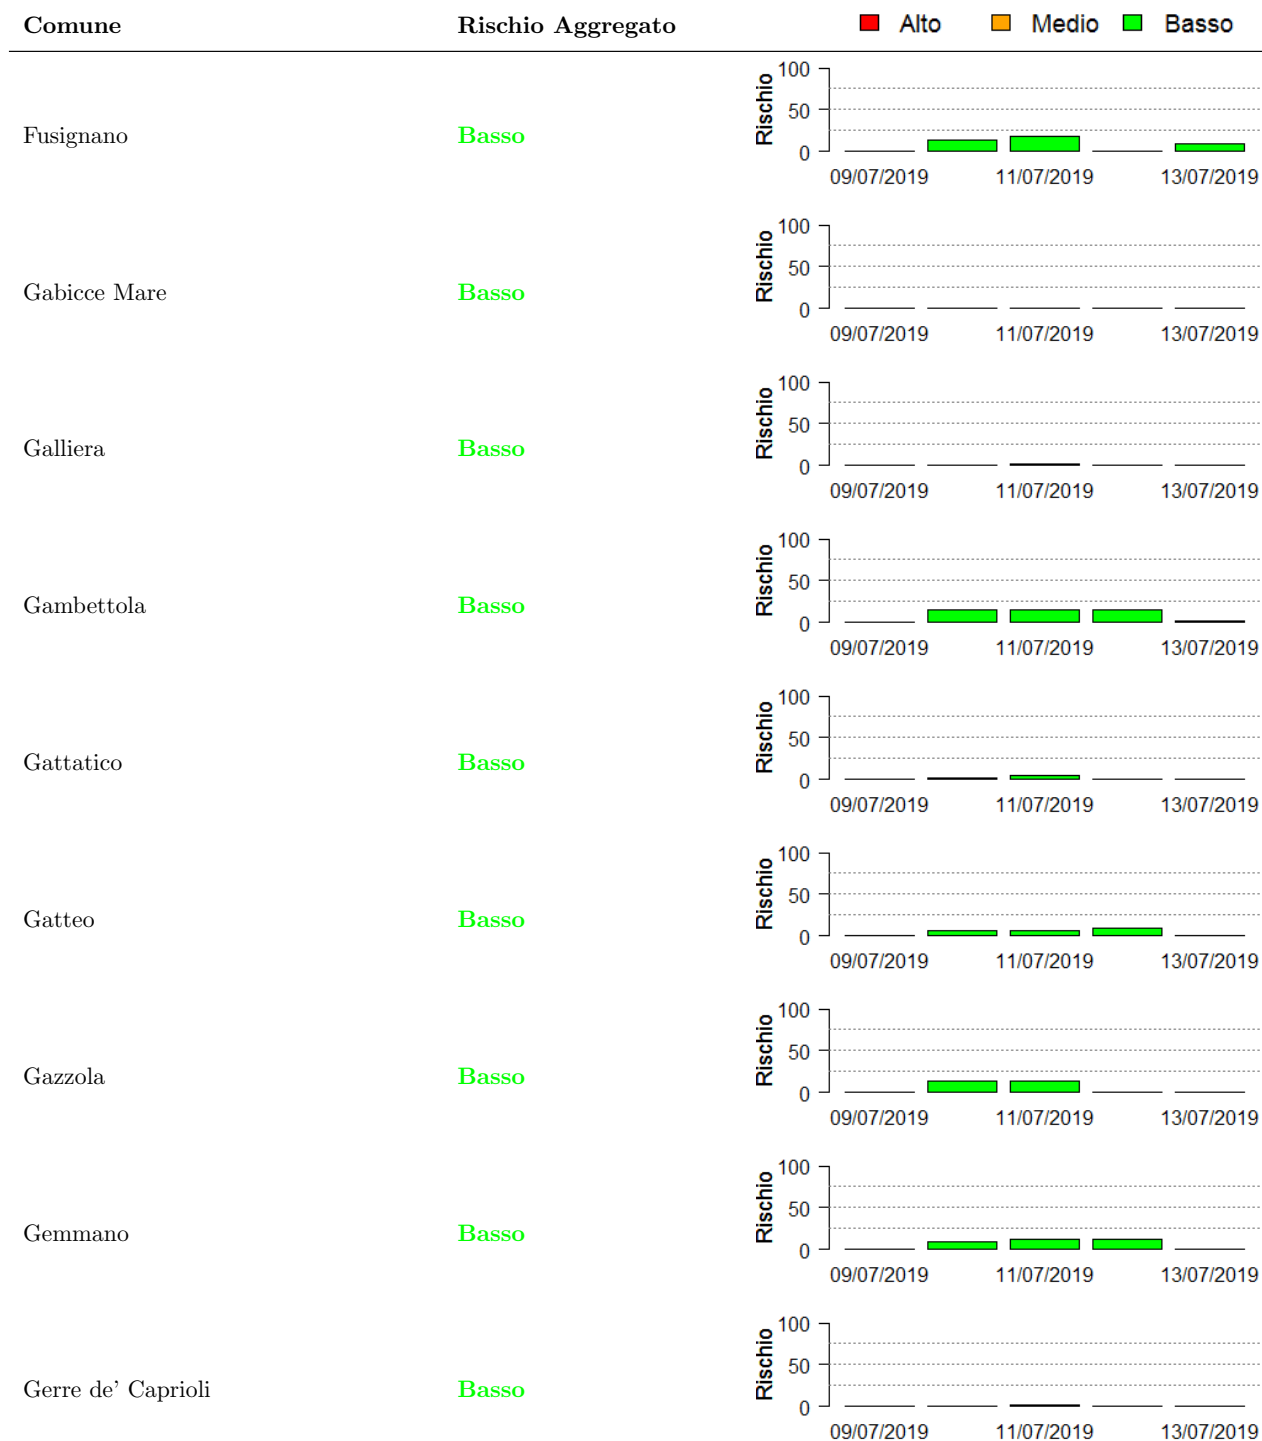 Comune Rischio Aggregato Alto Medio Basso
Fusignano Basso Rischio 100 50 0
09/07/2019 11/07/2019 13/07/2019
Gabicce Mare Basso Rischio 100 50 0
09/07/2019 11/07/2019 13/07/2019
Galliera Basso Rischio 100 50 0
09/07/2019 11/07/2019 13/07/2019
Gambettola Basso Rischio 100 50 0
09/07/2019 11/07/2019 13/07/2019
Gattatico Basso Rischio 100 50 0
09/07/2019 11/07/2019 13/07/2019
Gatteo Basso Rischio 100 50 0
09/07/2019 11/07/2019 13/07/2019
Gazzola Basso Rischio 100 50 0
09/07/2019 11/07/2019 13/07/2019
Gemmano Basso Rischio 100 50 0
09/07/2019 11/07/2019 13/07/2019
Gerre de' Caprioli Basso Rischio 100 50 0
09/07/2019 11/07/2019 13/07/2019